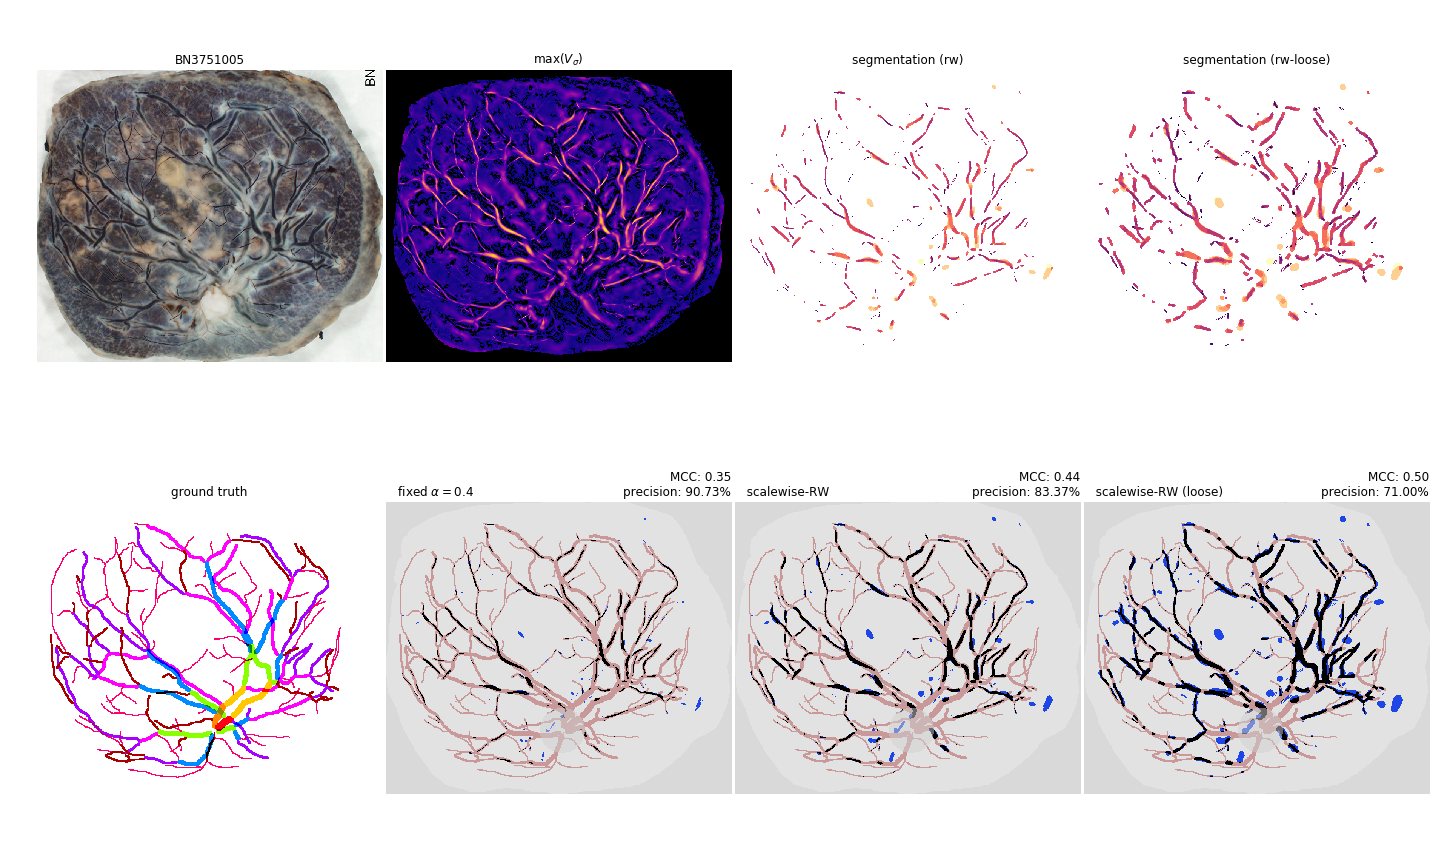 BN3751005
max(V_σ)
segmentation (rw)
segmentation (rw-loose)
BN
ground truth
fixed α = 0.4
MCC: 0.35
precision: 90.73%
scalewise-RW
MCC: 0.44
precision: 83.37%
scalewise-RW (loose)
MCC: 0.50
precision: 71.00%